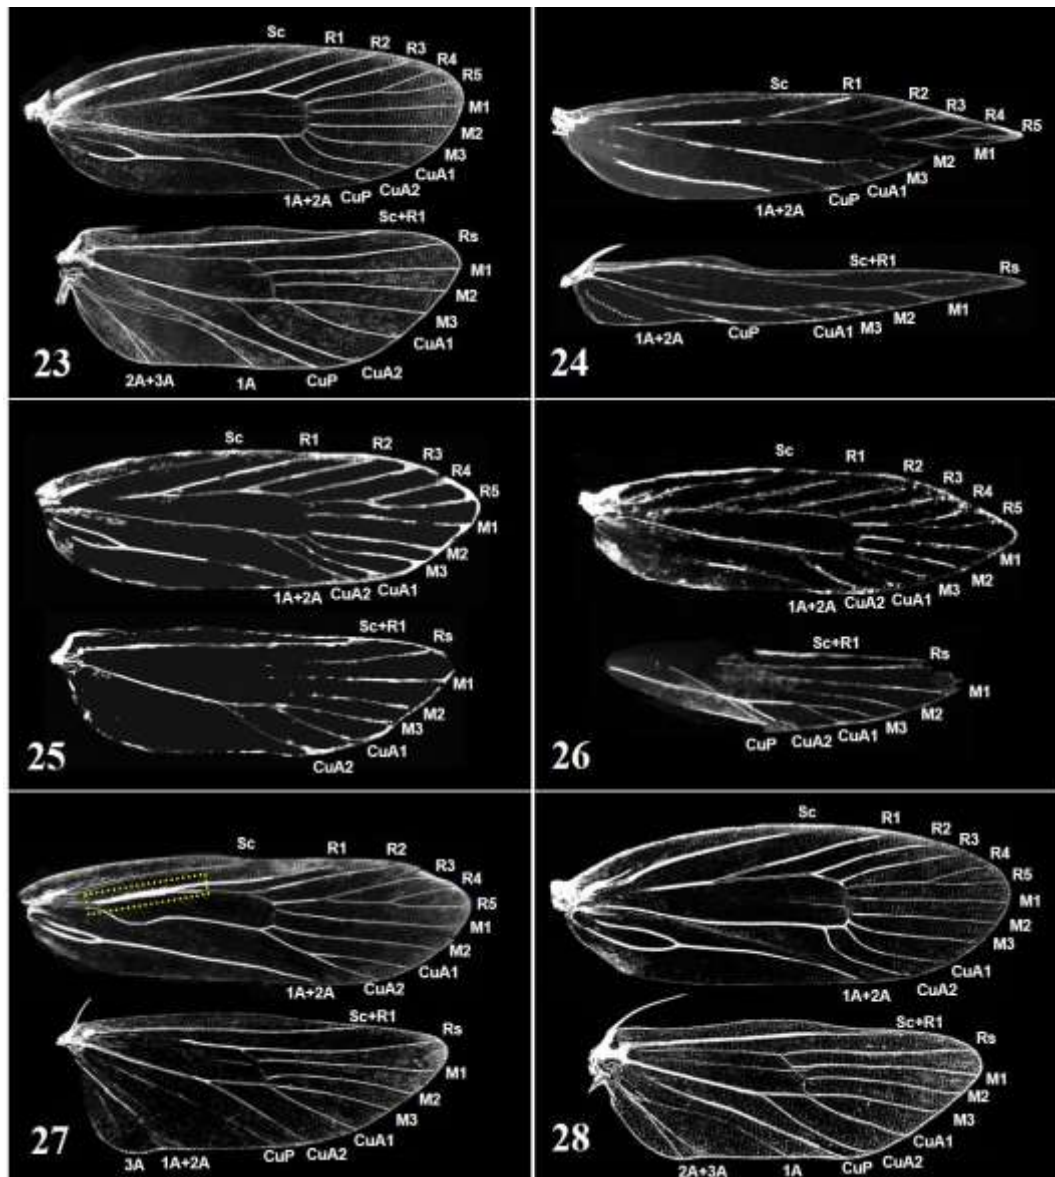 Sc R1 R2 R3 R4 R5 M1 M2 M3 CuA1 CuA2 CuP 1A+2A
Sc+R1 Rs M1 M2 M3 CuA1 CuA2 CuP 1A 2A+3A
23
Sc R1 R2 R3 R4 R5 M1 M2 M3 CuA1 CuP 1A+2A
Sc+R1 Rs M1 M2 M3 CuA1 CuP 1A+2A
24
Sc R1 R2 R3 R4 R5 M1 M2 M3 CuA1 CuA2 1A+2A
Sc+R1 Rs M1 M2 M3 CuA1 CuA2
25
Sc R1 R2 R3 R4 R5 M1 M2 M3 CuA1 CuA2 1A+2A
Sc+R1 Rs M1 M2 M3 CuA1 CuA2 CuP
26
Sc R1 R2 R3 R4 R5 M1 M2 CuA1 CuA2 1A+2A
Sc+R1 Rs M1 M2 M3 CuA1 CuA2 CuP 1A+2A 3A
27
Sc R1 R2 R3 R4 R5 M1 M2 M3 CuA1 CuA2 1A+2A
Sc+R1 Rs M1 M2 M3 CuA1 CuA2 CuP 1A 2A+3A
28